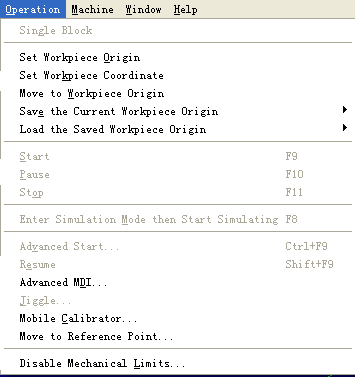 Operation Machine Window Help
Single Block
Set Workpiece Origin
Set Workpiece Coordinate
Move to Workpiece Origin
Save the Current Workpiece Origin
Load the Saved Workpiece Origin
Start F9
Pause F10
Stop F11
Enter Simulation Mode then Start Simulating F8
Advanced Start... Ctrl+F9
Resume Shift+F9
Advanced MDI...
Jiggle...
Mobile Calibrator...
Move to Reference Point...
Disable Mechanical Limits...